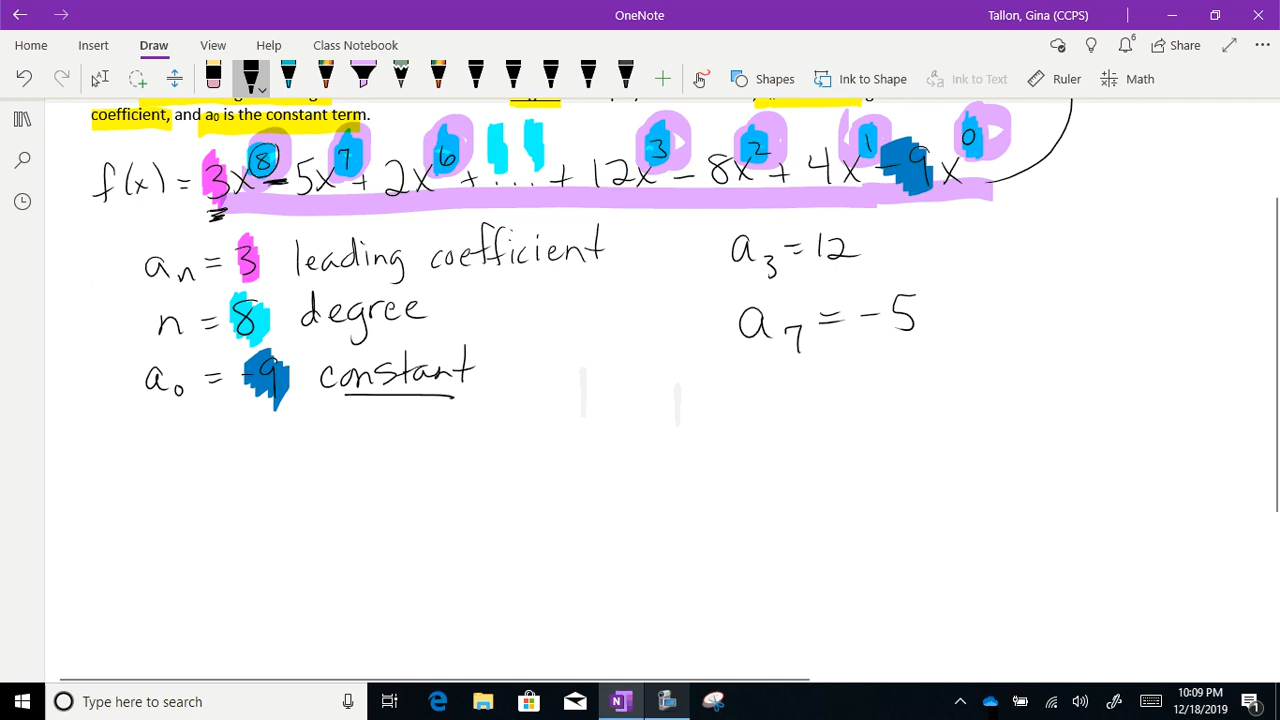 OneNote
Tallon, Gina (CCPS)
Home Insert Draw View Help Class Notebook
6
Share
Shapes Ink to Shape Ink to Text Ruler Math
coefficient, and a₀ is the constant term.
f(x) = 3x⁸ - 5x⁷ + 2x⁶ + ... + 12x³ - 8x² + 4x¹ - 9x⁰
aₙ = 3 leading coefficient
a₃ = 12
n = 8 degree
a₇ = -5
a₀ = -9 constant
Type here to search
10:09 PM
12/18/2019
1